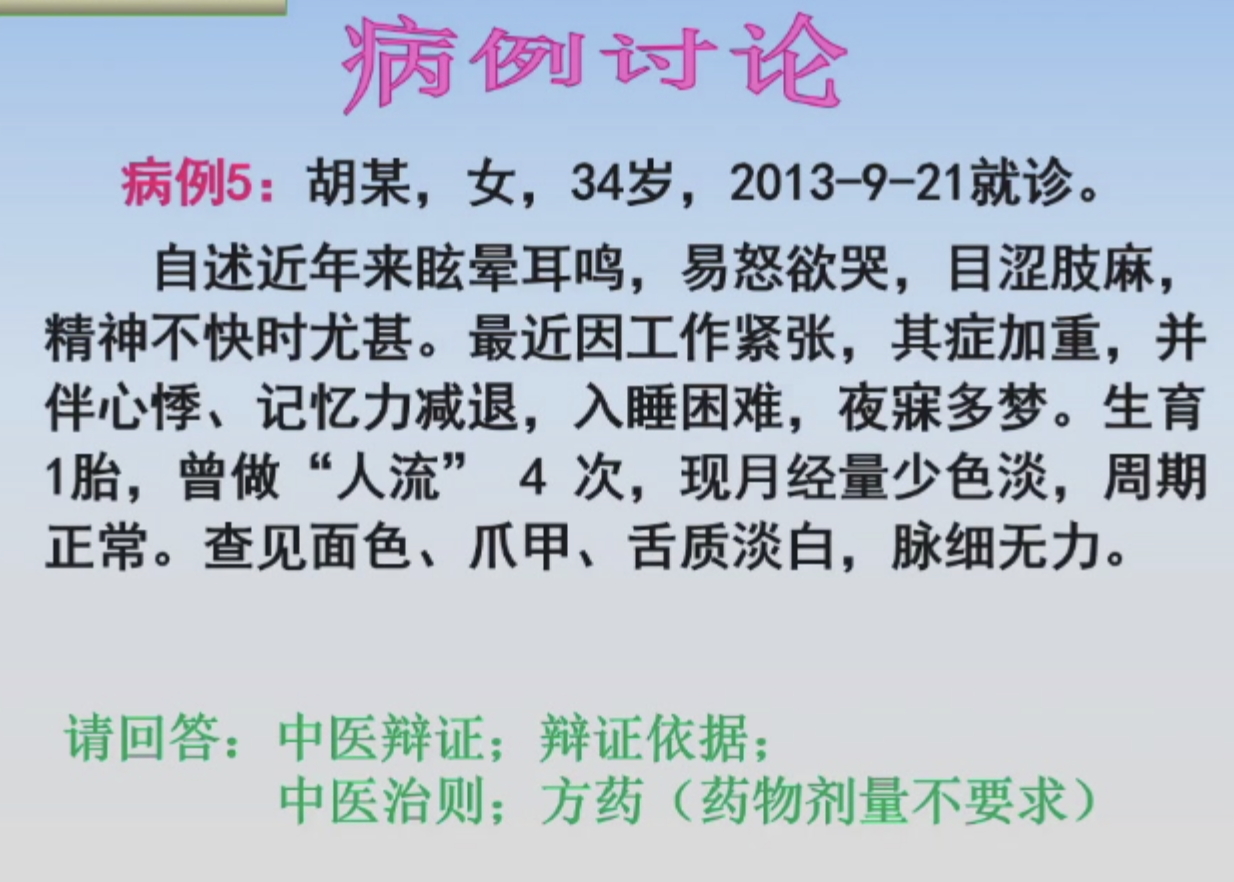 病例讨论
病例5：胡某，女，34岁，2013-9-21就诊。
自述近年来眩晕耳鸣，易怒欲哭，目涩肢麻，
精神不快时尤甚。最近因工作紧张，其症加重，并
伴心悸、记忆力减退，入睡困难，夜寐多梦。生育
1胎，曾做“人流” 4 次，现月经量少色淡，周期
正常。查见面色、爪甲、舌质淡白，脉细无力。
请回答：中医辩证；辩证依据；
中医治则；方药（药物剂量不要求）